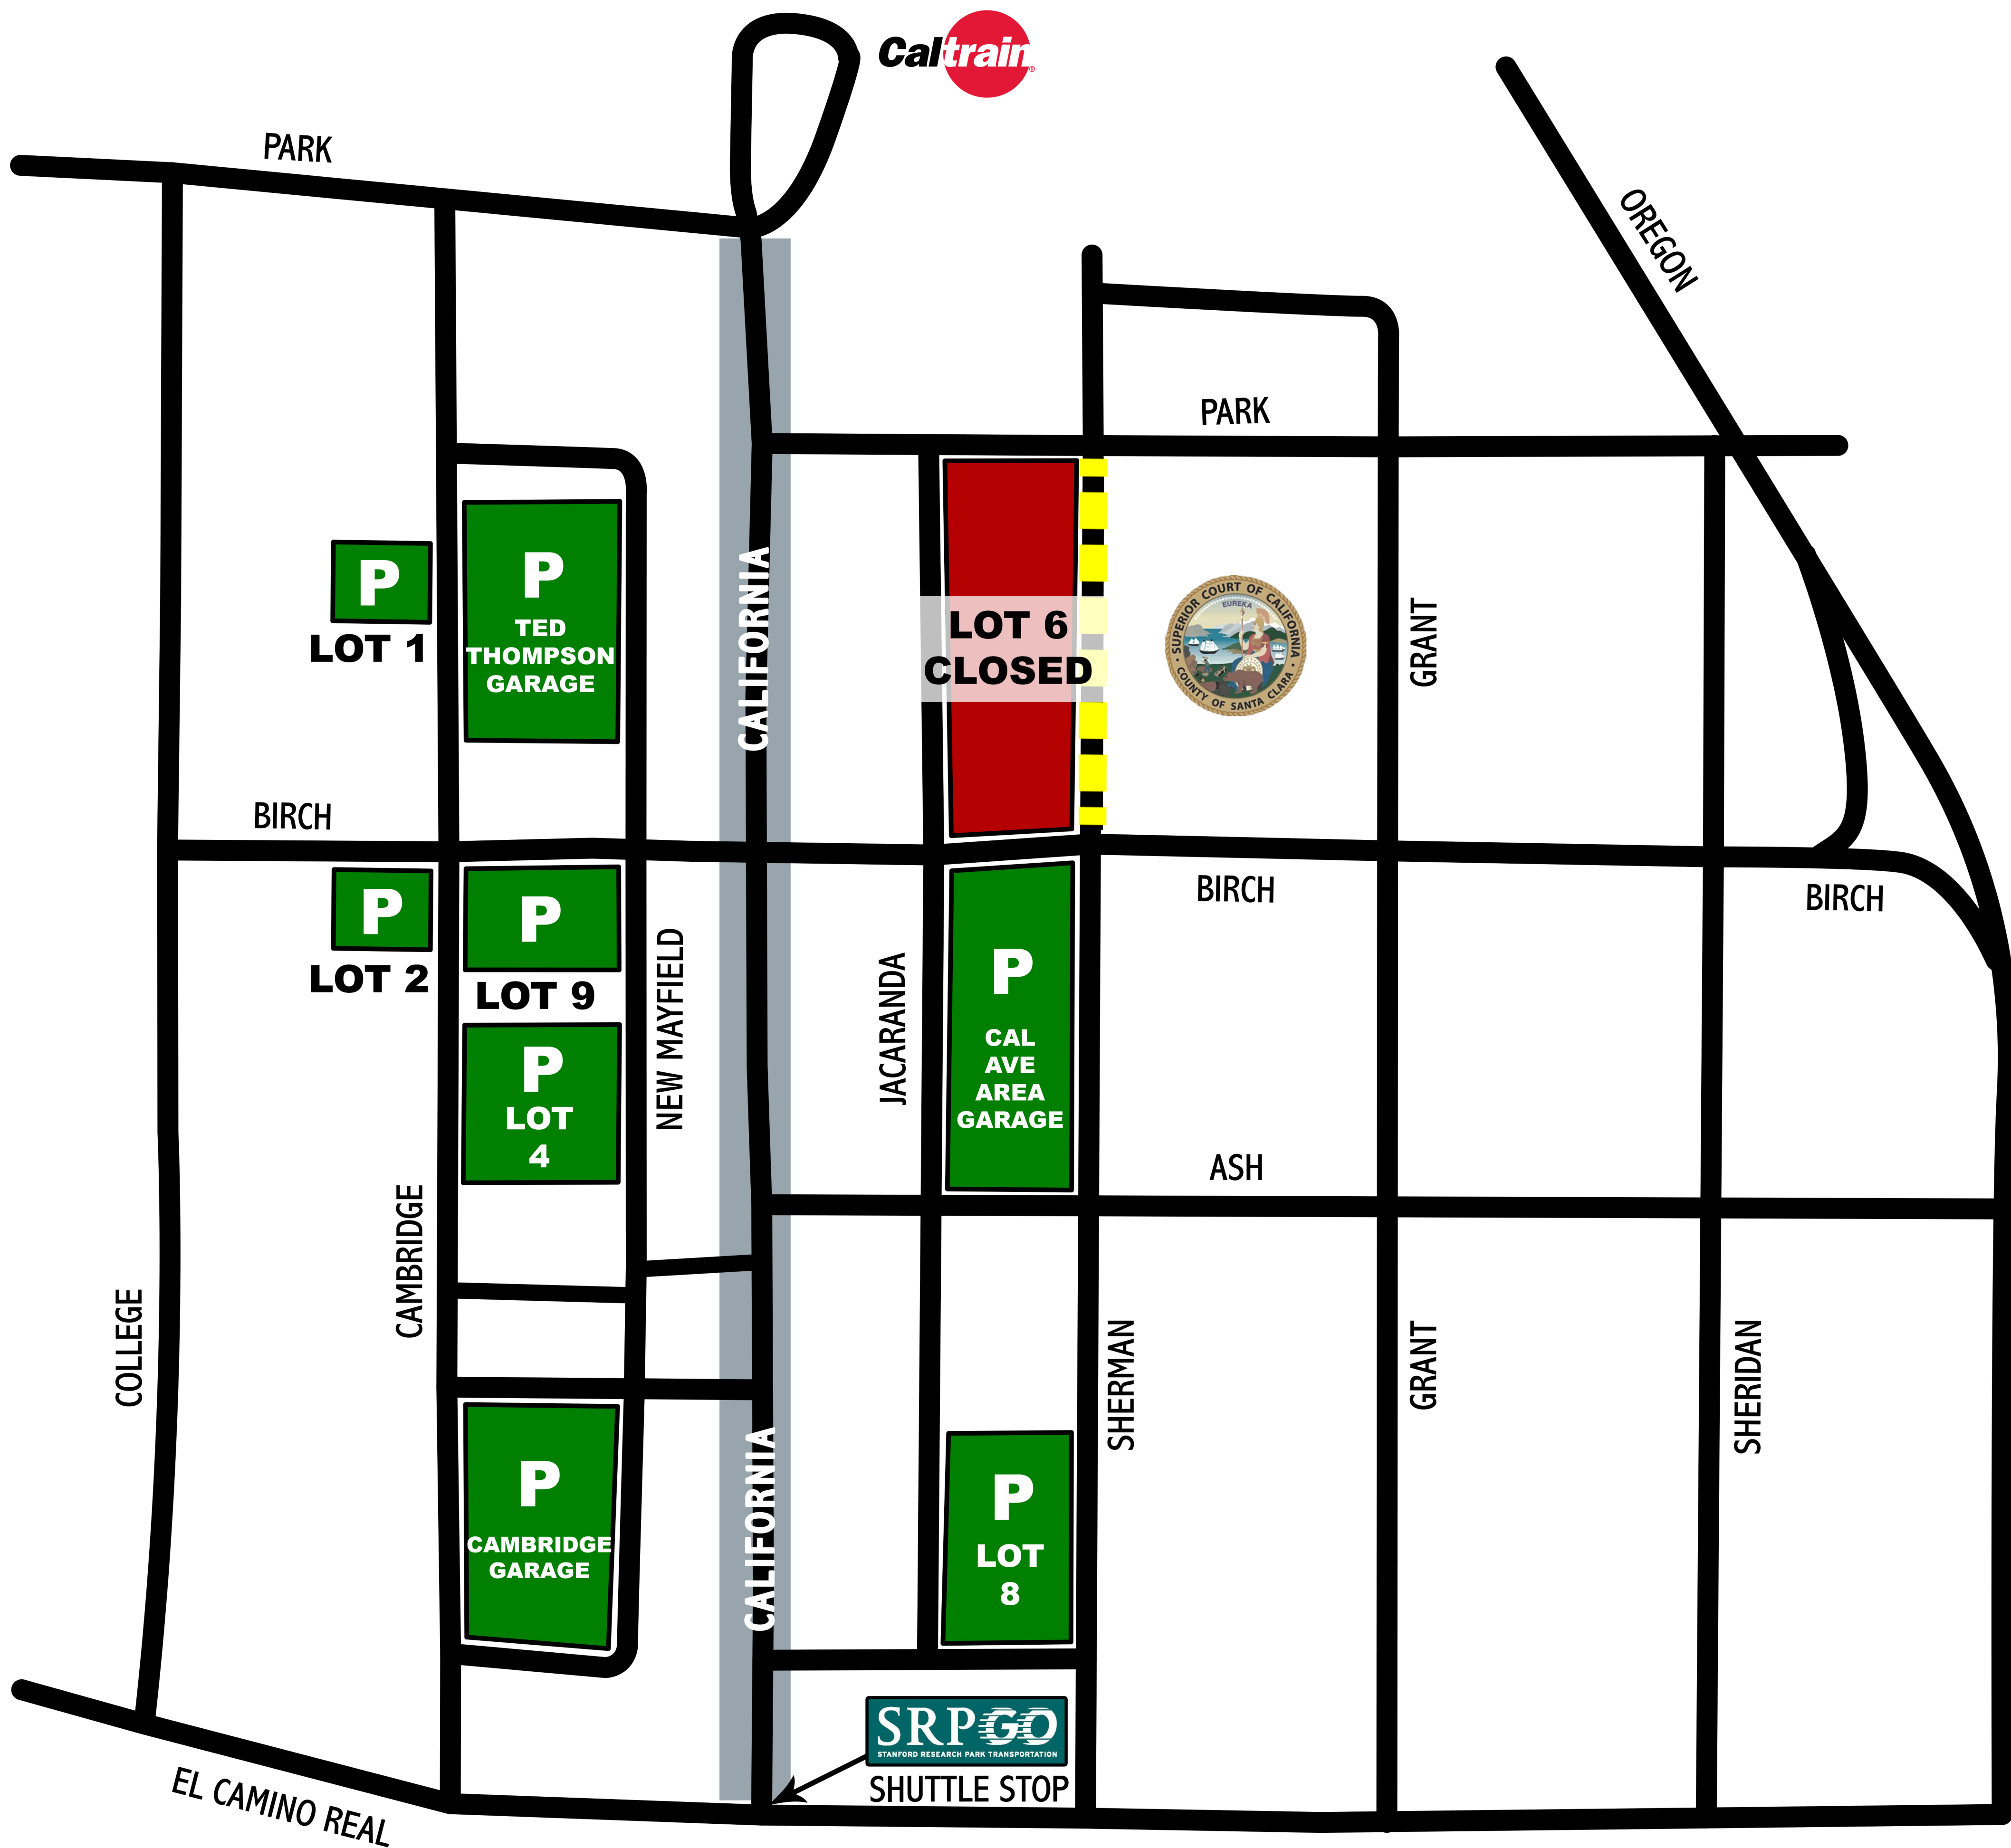 Caltrain®
PARK
OREGON
PARK
P
LOT 1
P
TED
THOMPSON
GARAGE
CALIFORNIA
LOT 6
CLOSED
SUPERIOR COURT OF CALIFORNIA
EUREKA
COUNTY OF SANTA CLARA
GRANT
BIRCH
BIRCH
BIRCH
P
LOT 2
P
LOT 9
P
LOT
4
NEW MAYFIELD
JACARANDA
P
CAL
AVE
AREA
GARAGE
ASH
COLLEGE
CAMBRIDGE
SHERMAN
GRANT
SHERIDAN
P
CAMBRIDGE
GARAGE
CALIFORNIA
P
LOT
8
SRPGO
STANFORD RESEARCH PARK TRANSPORTATION
SHUTTLE STOP
EL CAMINO REAL